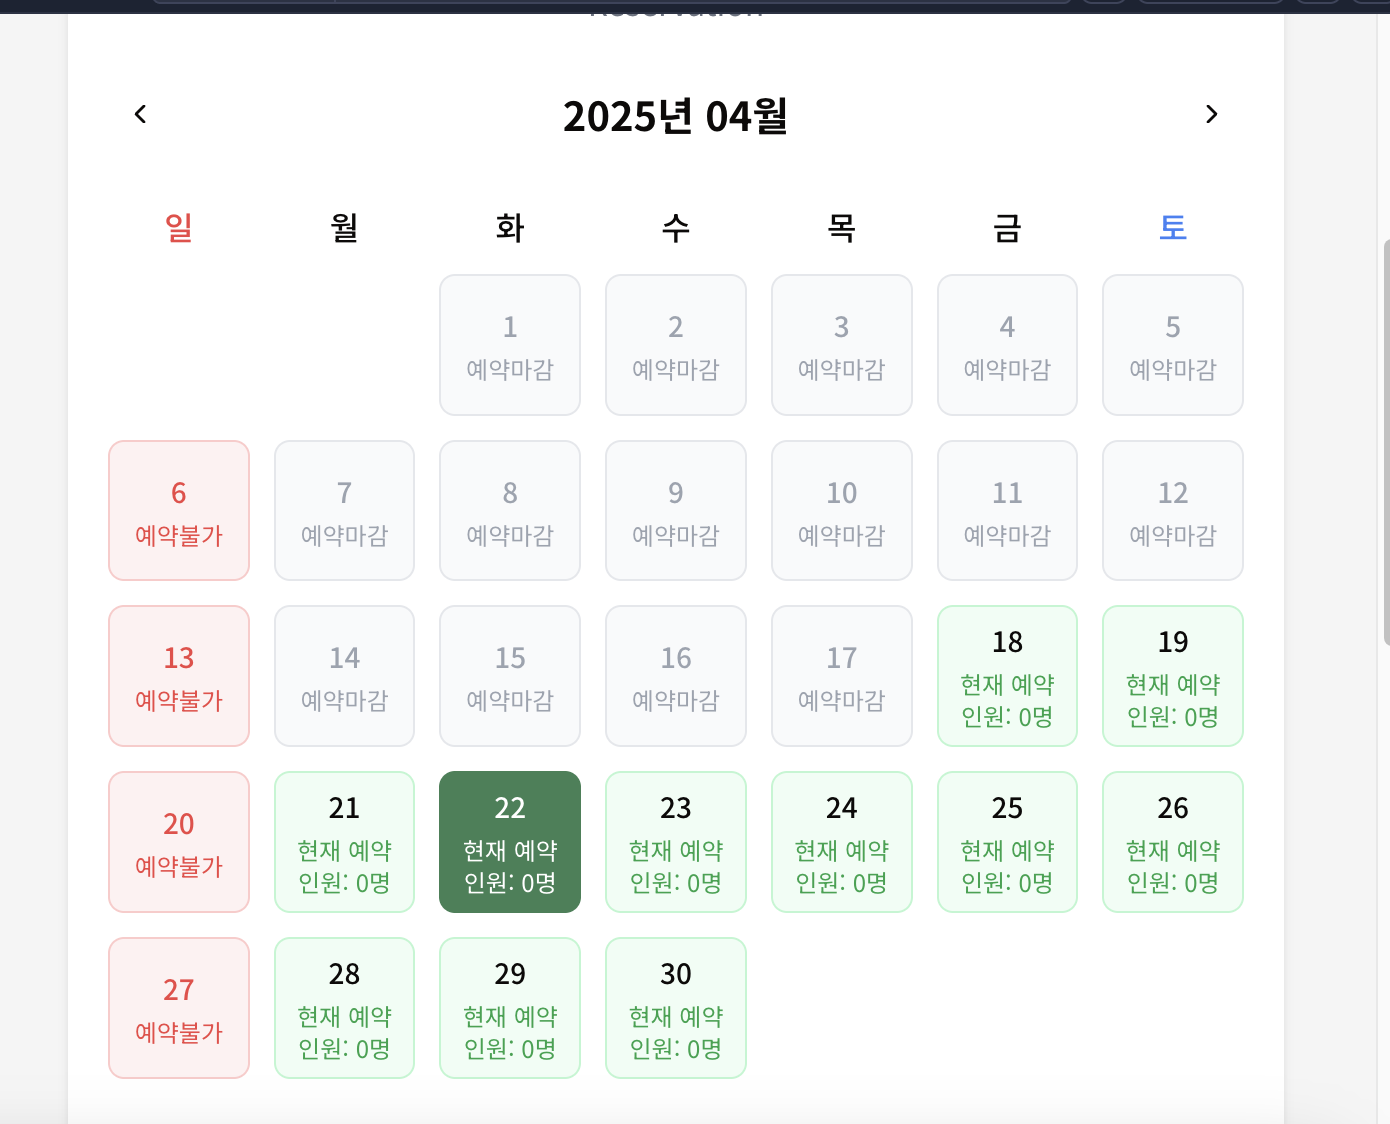 Reservation
2025년 04월
일 월 화 수 목 금 토
1 2 3 4 5
예약마감 예약마감 예약마감 예약마감 예약마감
6 7 8 9 10 11 12
예약불가 예약마감 예약마감 예약마감 예약마감 예약마감 예약마감
13 14 15 16 17 18 19
예약불가 예약마감 예약마감 예약마감 예약마감 현재 예약 현재 예약
인원: 0명 인원: 0명
20 21 22 23 24 25 26
예약불가 현재 예약 현재 예약 현재 예약 현재 예약 현재 예약 현재 예약
인원: 0명 인원: 0명 인원: 0명 인원: 0명 인원: 0명 인원: 0명
27 28 29 30
예약불가 현재 예약 현재 예약 현재 예약
인원: 0명 인원: 0명 인원: 0명